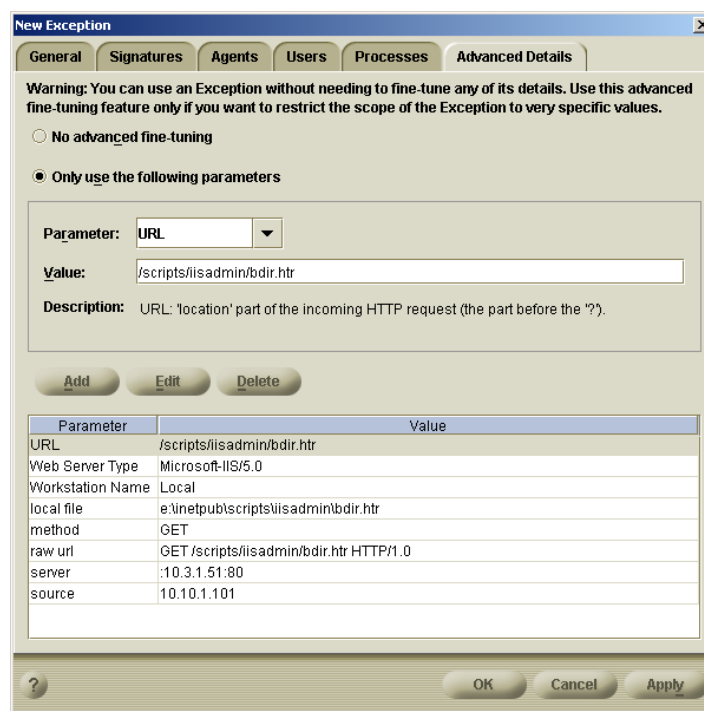 New Exception
General Signatures Agents Users Processes Advanced Details
Warning: You can use an Exception without needing to fine-tune any of its details. Use this advanced
fine-tuning feature only if you want to restrict the scope of the Exception to very specific values.
No advanced fine-tuning
Only use the following parameters
Parameter: URL
Value: /scripts/iisadmin/bdir.htr
Description: URL: 'location' part of the incoming HTTP request (the part before the '?').
Add Edit Delete
Parameter Value
URL /scripts/iisadmin/bdir.htr
Web Server Type Microsoft-IIS/5.0
Workstation Name Local
local file e:\inetpub\scripts\iisadmin\bdir.htr
method GET
raw url GET /scripts/iisadmin/bdir.htr HTTP/1.0
server :10.3.1.51:80
source 10.10.1.101
? OK Cancel Apply